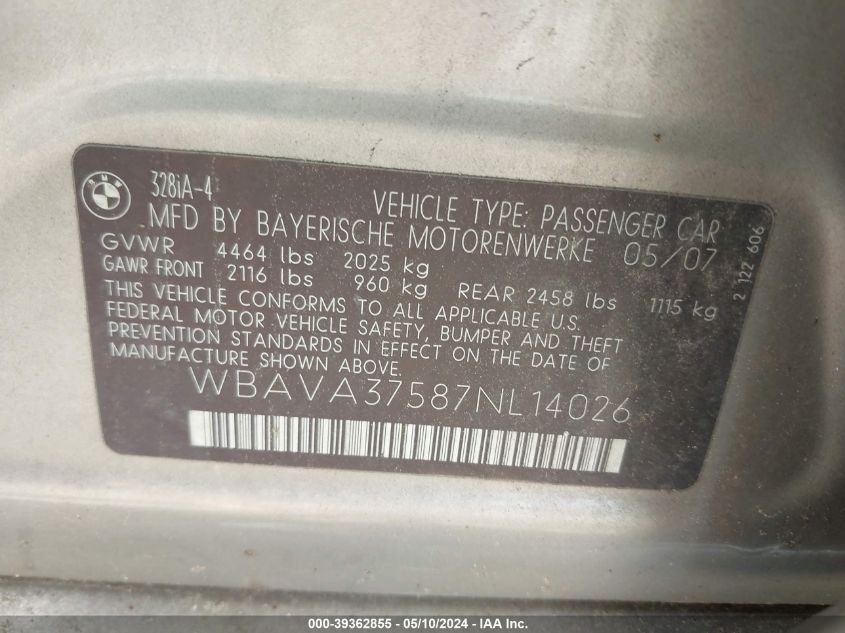 BMW
328iA-4
VEHICLE TYPE: PASSENGER CAR
MFD BY BAYERISCHE MOTORENWERKE 05/07
GVWR 4464 lbs 2025 kg
GAWR FRONT 2116 lbs 960 kg REAR 2458 lbs 1115 kg
THIS VEHICLE CONFORMS TO ALL APPLICABLE U.S.
FEDERAL MOTOR VEHICLE SAFETY, BUMPER AND THEFT
PREVENTION STANDARDS IN EFFECT ON THE DATE OF
MANUFACTURE SHOWN ABOVE.
WBAVA37587NL14026
2 122 606
000-39362855 - 05/10/2024 - IAA Inc.